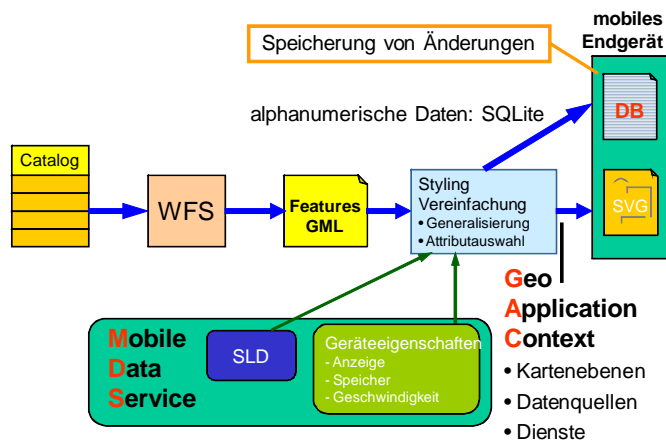 mobiles
Endgerät
Speicherung von Änderungen
DB
alphanumerische Daten: SQLite
Catalog
WFS
Features
GML
Styling
Vereinfachung
• Generalisierung
• Attributauswahl
SVG
Geo
Application
Context
• Kartenebenen
• Datenquellen
• Dienste
Mobile
Data
Service
SLD
Geräteeigenschaften
- Anzeige
- Speicher
- Geschwindigkeit